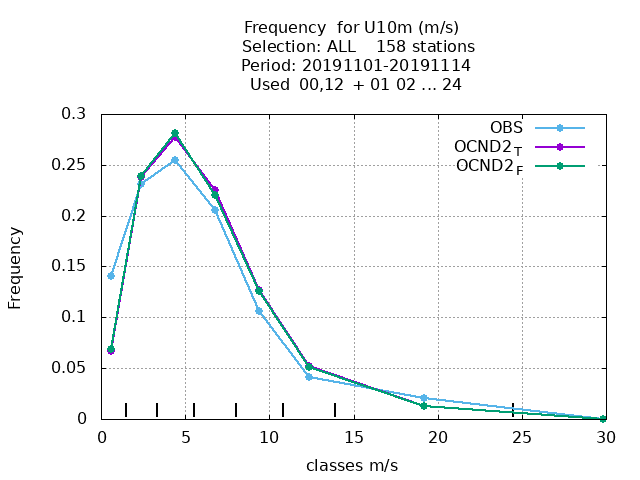 Frequency  for U10m (m/s)
Selection: ALL    158 stations
Period: 20191101-20191114
Used  00,12  + 01 02 ... 24
0.3
0.25
0.2
0.15
0.1
0.05
0
Frequency
OBS
OCND2T
OCND2F
0 5 10 15 20 25 30
classes m/s